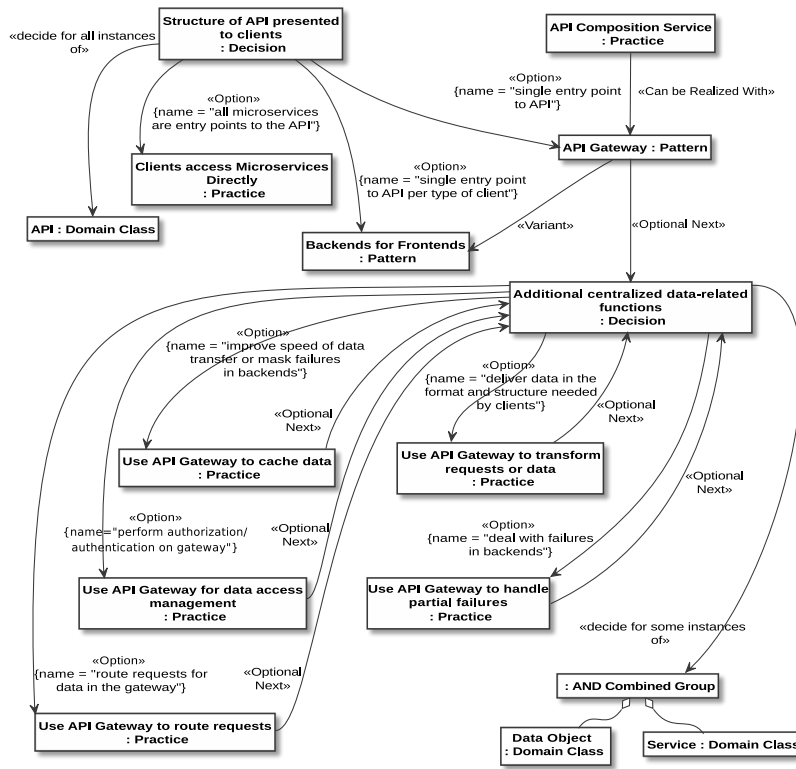 Structure of API presented
to clients
: Decision
API Composition Service
: Practice
«decide for all instances
of»
«Option»
{name = "all microservices
are entry points to the API"}
«Option»
{name = "single entry point
to API"}
«Can be Realized With»
Clients access Microservices
Directly
: Practice
API Gateway : Pattern
«Option»
{name = "single entry point
to API per type of client"}
API : Domain Class
Backends for Frontends
: Pattern
«Variant»
«Optional Next»
Additional centralized data-related
functions
: Decision
«Option»
{name = "improve speed of data
transfer or mask failures
in backends"}
«Option»
{name = "deliver data in the
format and structure needed
by clients"}
«Optional
Next»
«Optional
Next»
Use API Gateway to cache data
: Practice
Use API Gateway to transform
requests or data
: Practice
«Optional
Next»
«Option»
{name="perform authorization/
authentication on gateway"}
«Optional
Next»
«Option»
{name = "deal with failures
in backends"}
Use API Gateway for data access
management
: Practice
Use API Gateway to handle
partial failures
: Practice
«decide for some instances
of»
«Option»
{name = "route requests for
data in the gateway"}
«Optional
Next»
: AND Combined Group
Use API Gateway to route requests
: Practice
Data Object
: Domain Class
Service : Domain Class